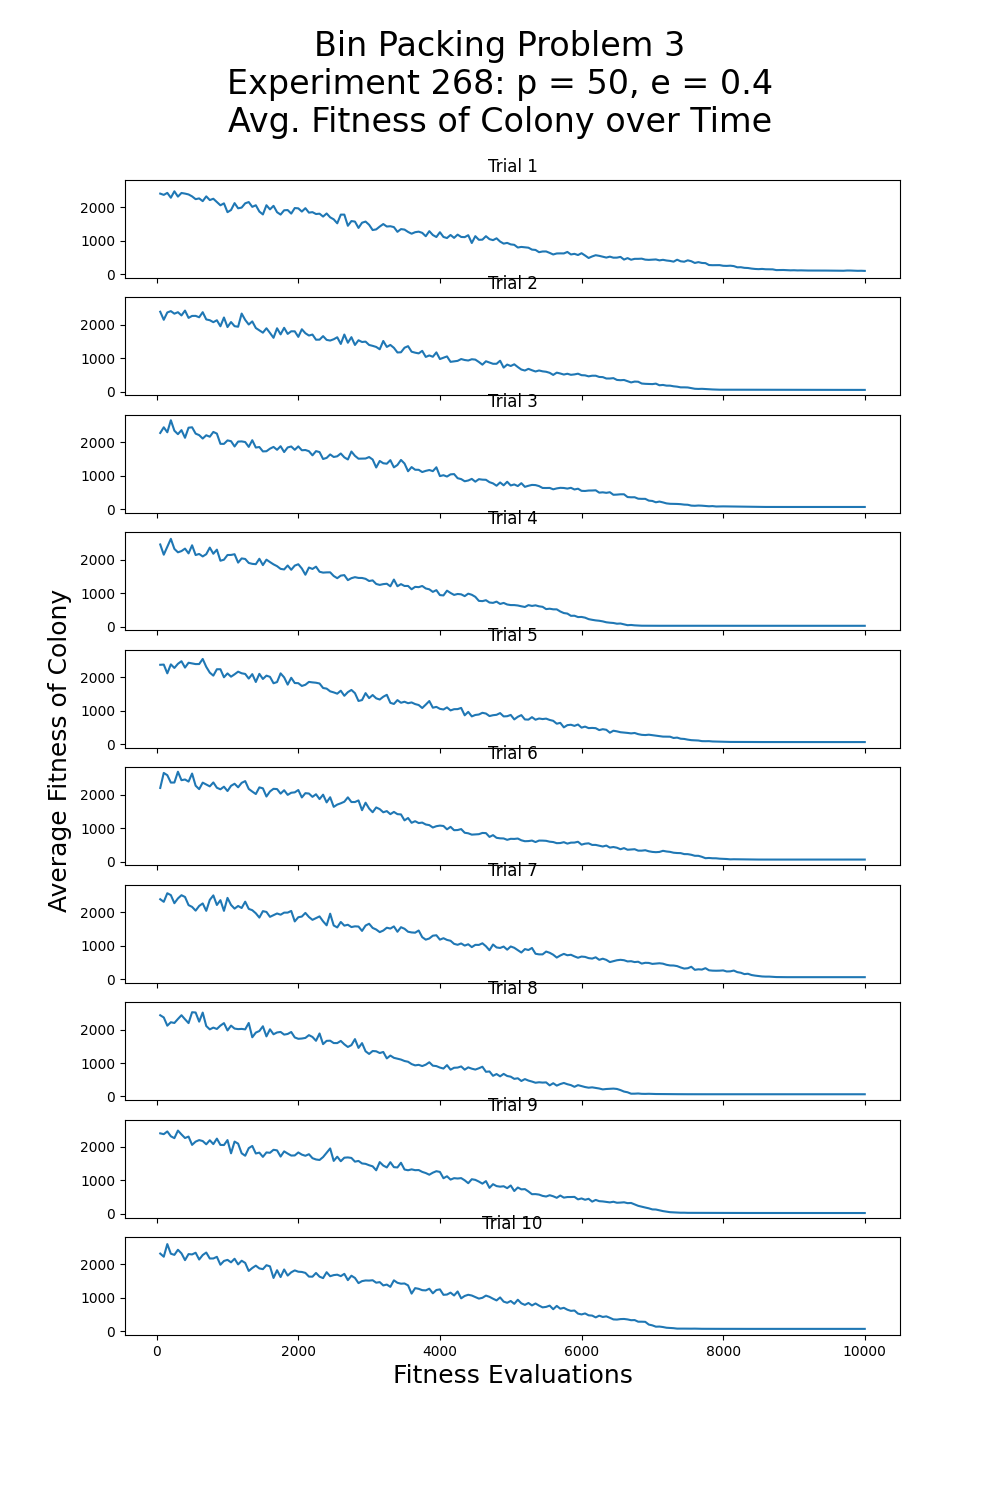 Bin Packing Problem 3
Experiment 268: p = 50, e = 0.4
Avg. Fitness of Colony over Time
Trial 1
2000
1000
0
Trial 2
2000
1000
0
Trial 3
2000
1000
0
Trial 4
2000
1000
0
Trial 5
2000
1000
0
Trial 6
2000
1000
0
Trial 7
2000
1000
0
Trial 8
2000
1000
0
Trial 9
2000
1000
0
Trial 10
2000
1000
0
0 2000 4000 6000 8000 10000
Fitness Evaluations
Average Fitness of Colony